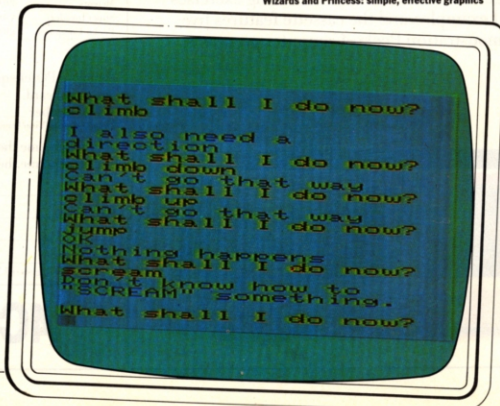 Wizards and Princess: simple, effective graphics
What shall I do now?
climb
I also need a
direction
What shall I do now?
climb down
Can't go that way
What shall I do now?
climb up
Can't go that way
What shall I do now?
Jump
OK
Nothing happens
What shall I do now?
scream
Don't know how to
"SCREAM" something.
What shall I do now?